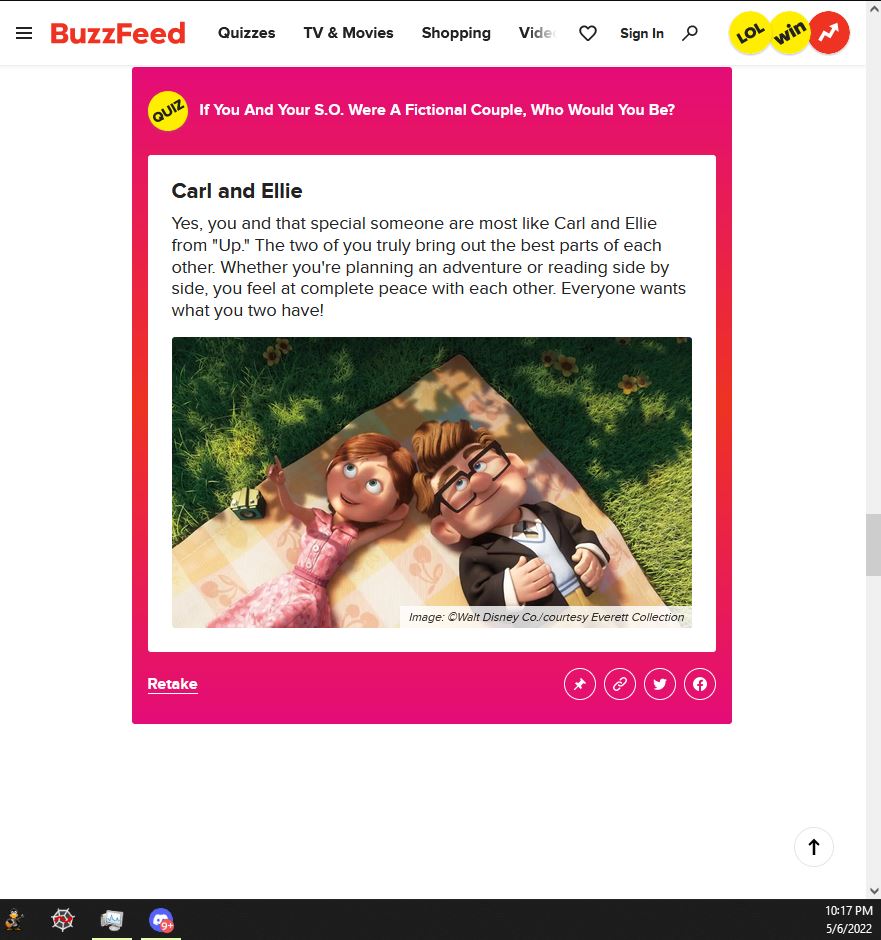 BuzzFeed
Quizzes
TV & Movies
Shopping
Vide
Sign In
LOL
win
QUIZ
If You And Your S.O. Were A Fictional Couple, Who Would You Be?
Carl and Ellie
Yes, you and that special someone are most like Carl and Ellie
from "Up." The two of you truly bring out the best parts of each
other. Whether you're planning an adventure or reading side by
side, you feel at complete peace with each other. Everyone wants
what you two have!
Image: ©Walt Disney Co./courtesy Everett Collection
Retake
9+
10:17 PM
5/6/2022